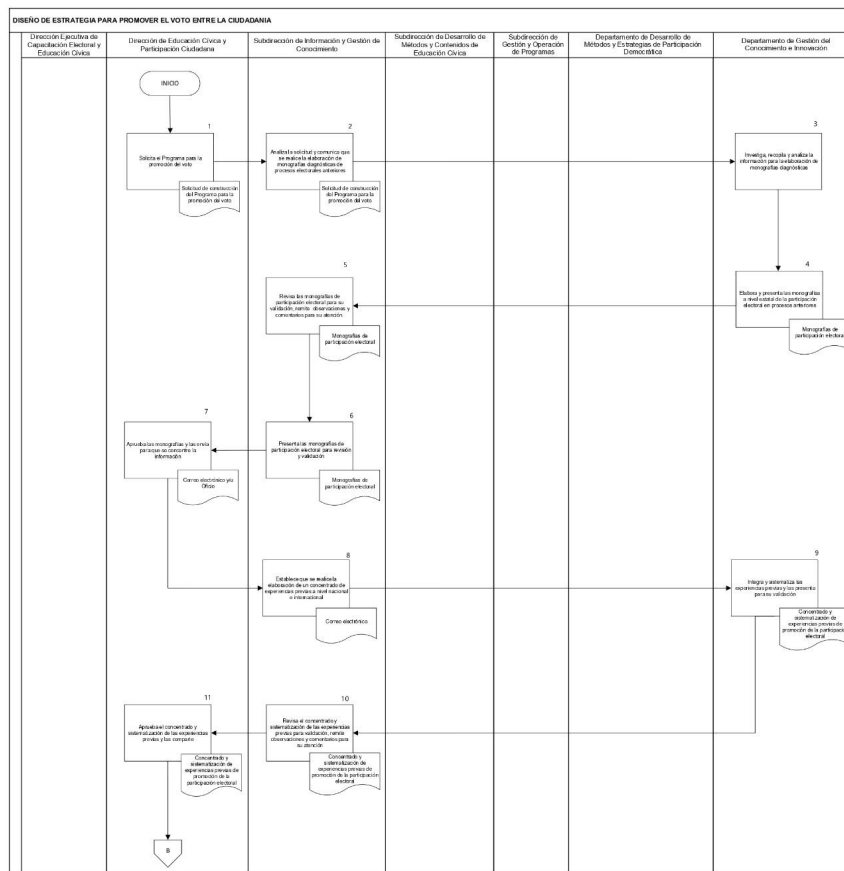 DISEÑO DE ESTRATEGIA PARA PROMOVER EL VOTO ENTRE LA CIUDADANIA
Dirección Ejecutiva de
Capacitación Electoral y
Educación Cívica
Dirección de Educación Cívica y
Participación Ciudadana
Subdirección de Información y Gestión de
Conocimiento
Subdirección de Desarrollo de
Métodos y Contenidos de
Educación Cívica
Subdirección de
Gestión y Operación
de Programas
Departamento de Desarrollo de
Métodos y Estrategias de Participación
Democrática
Departamento de Gestión del
Conocimiento e Innovación
INICIO
1
Solicita el Programa para la
promoción del voto
Solicitud de construcción
del Programa para la
promoción del voto
2
Analiza la solicitud y comunica que
se realice la elaboración de
monografías diagnósticas de
procesos electorales anteriores
Solicitud de construcción
del Programa para la
promoción del voto
3
Investiga, recopila y analiza la
información para la elaboración de
monografías diagnósticas
4
Elabora y presenta las monografías
a nivel estatal de la participación
electoral en procesos anteriores
Monografías de
participación electoral
5
Revisa las monografías de
participación electoral para su
validación, remite observaciones y
comentarios para su atención.
Monografías de
participación electoral
6
Presenta las monografías de
participación electoral para revisión
y validación
Monografías de
participación electoral
7
Aprueba las monografías y las envía
para que se concentre la
información
Correo electrónico y/u
Oficio
8
Establece que se realice la
elaboración de un concentrado de
experiencias previas a nivel nacional
e internacional
Correo electrónico
9
Integra y sistematiza las
experiencias previas y las presenta
para su validación
Concentrado y
sistematización de
experiencias previas de
promoción de la participación
electoral
10
Revisa el concentrado y
sistematización de las experiencias
previas para validación, remite
observaciones y comentarios para
su atención
Concentrado y
sistematización de
experiencias previas de
promoción de la participación
electoral
11
Aprueba el concentrado y
sistematización de las experiencias
previas y las comparte
Concentrado y
sistematización de
experiencias previas de
promoción de la
participación electoral
B